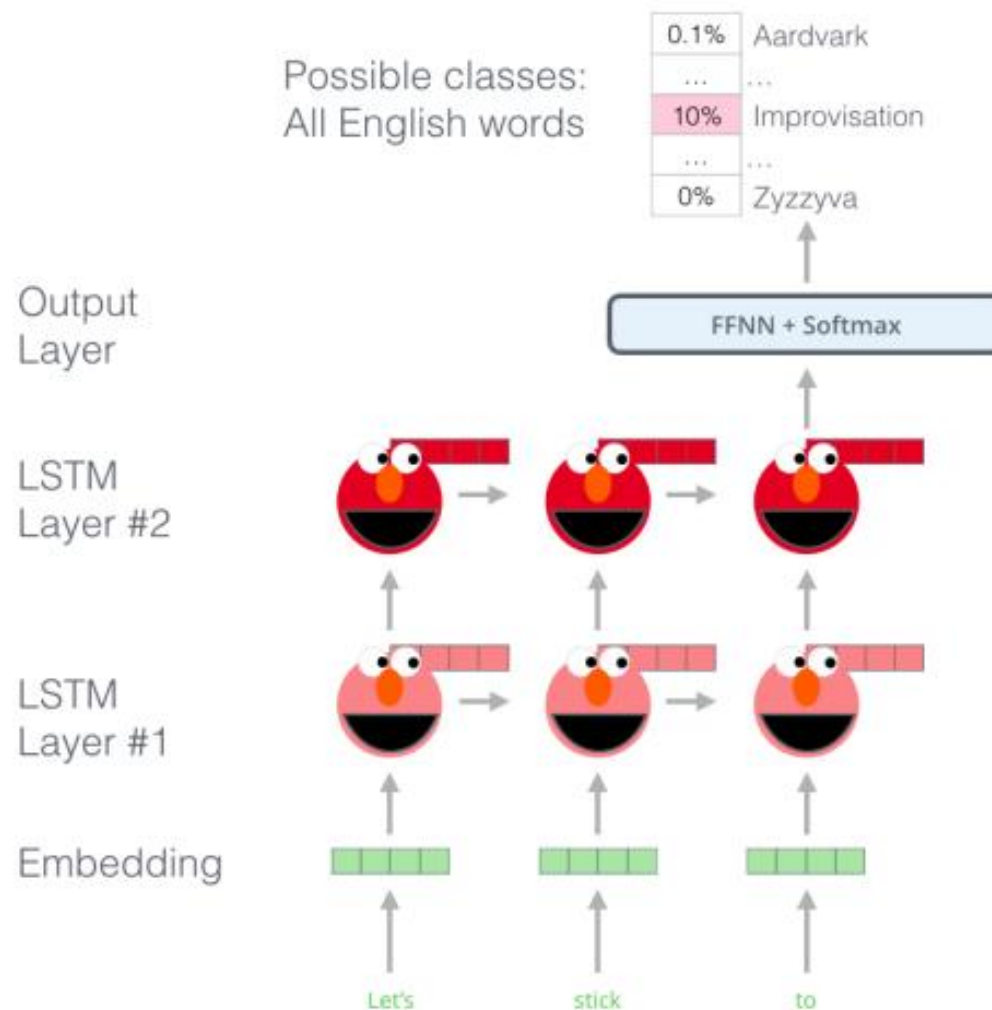 Possible classes:
All English words
0.1% Aardvark
... ...
10% Improvisation
... ...
0% Zyzzyva
Output
Layer
FFNN + Softmax
LSTM
Layer #2
LSTM
Layer #1
Embedding
Let's stick to